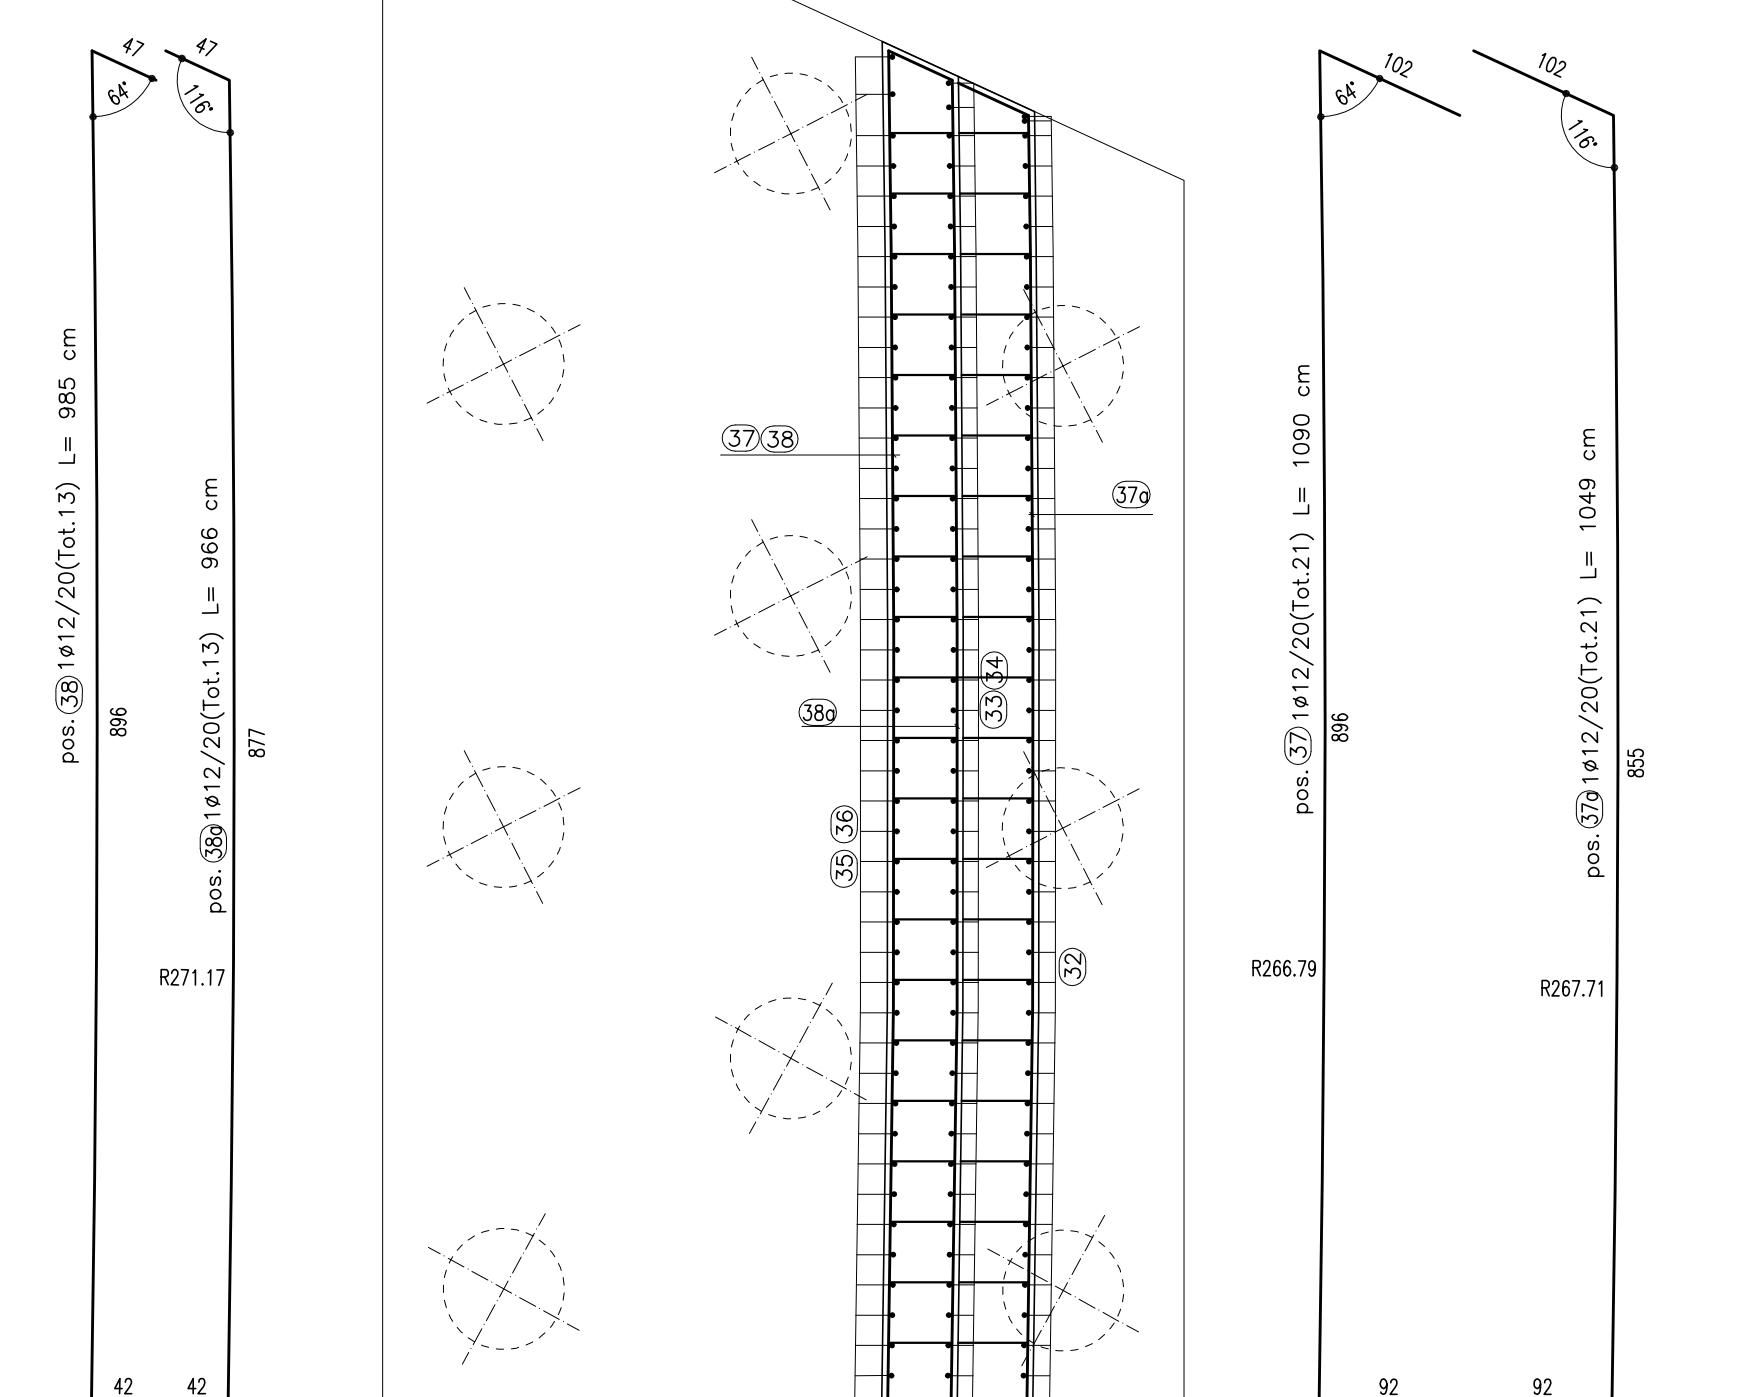 47
47
102
102
64°
116°
64°
116°
pos. 38 1ø12/20(Tot.13) L= 985 cm
896
pos. 38a 1ø12/20(Tot.13) L= 966 cm
877
R271.17
37 38
37a
33 34
38a
35 36
32
pos. 37 1ø12/20(Tot.21) L= 1090 cm
896
R266.79
pos. 37a 1ø12/20(Tot.21) L= 1049 cm
855
R267.71
42
42
92
92